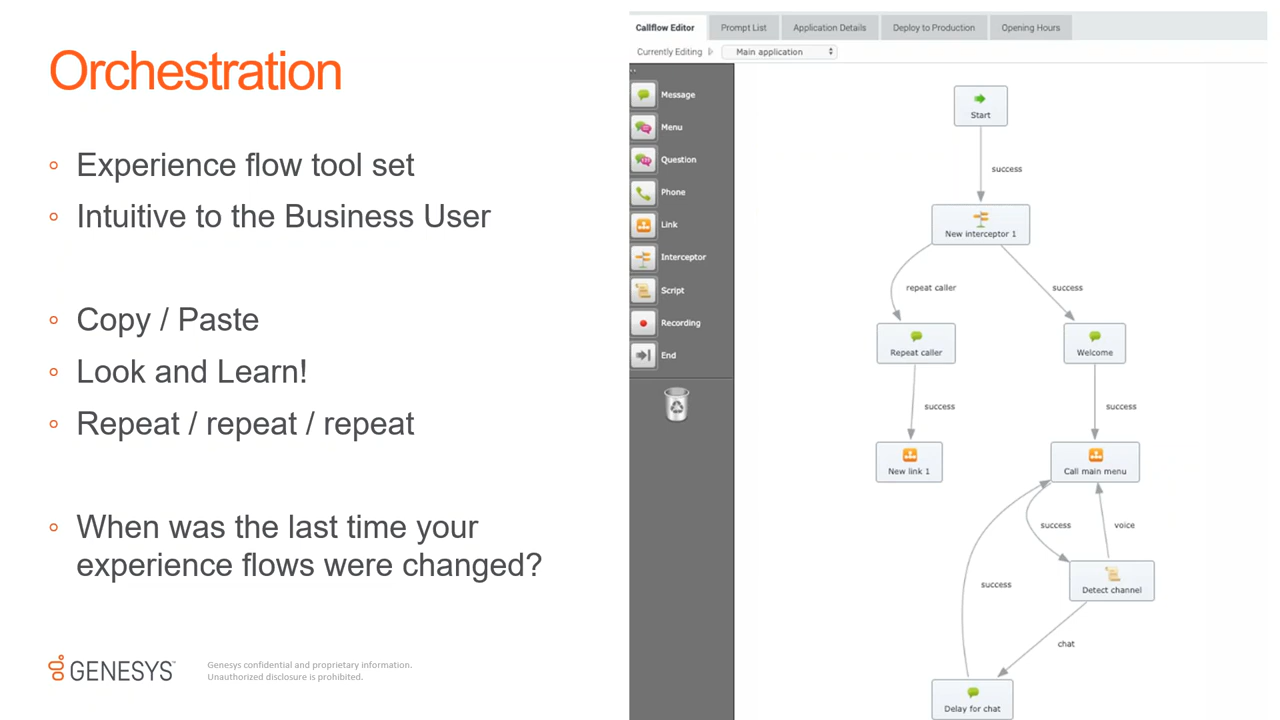 Orchestration
Experience flow tool set
Intuitive to the Business User
Copy / Paste
Look and Learn!
Repeat / repeat / repeat
When was the last time your
experience flows were changed?
GENESYS™
Genesys confidential and proprietary information.
Unauthorized disclosure is prohibited.
Callflow Editor
Prompt List
Application Details
Deploy to Production
Opening Hours
Currently Editing
Main application
Message
Menu
Question
Phone
Link
Interceptor
Script
Recording
End
Start
success
New interceptor 1
repeat caller
success
Repeat caller
Welcome
success
success
New link 1
Call main menu
success
voice
success
Detect channel
chat
Delay for chat